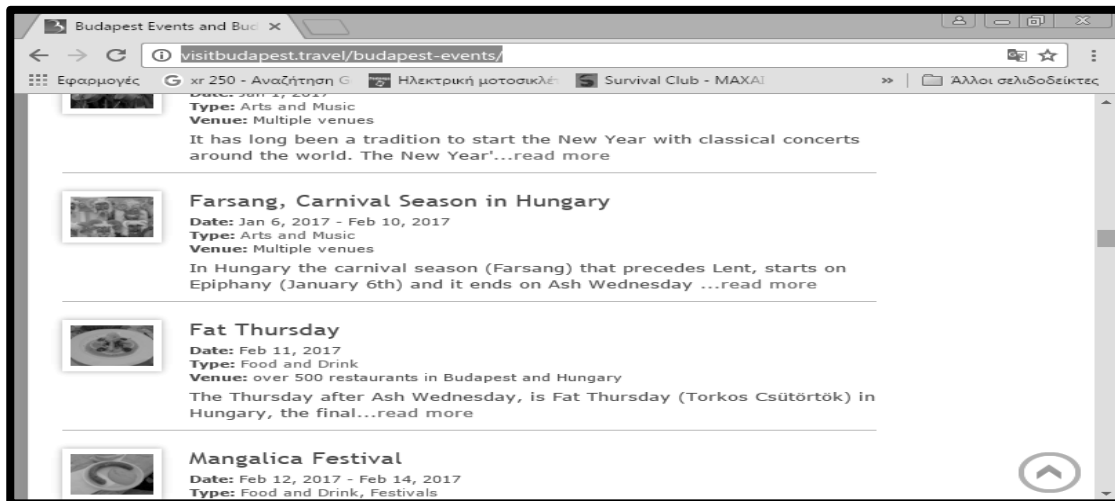 Budapest Events and Bud
visitbudapest.travel/budapest-events/
Εφαρμογές
xr 250 - Αναζήτηση G
Ηλεκτρική μοτοσικλέτ
Survival Club - MAXAI
»
Άλλοι σελιδοδείκτες
Date: Jan 1, 2017
Type: Arts and Music
Venue: Multiple venues
It has long been a tradition to start the New Year with classical concerts
around the world. The New Year'...read more
Farsang, Carnival Season in Hungary
Date: Jan 6, 2017 - Feb 10, 2017
Type: Arts and Music
Venue: Multiple venues
In Hungary the carnival season (Farsang) that precedes Lent, starts on
Epiphany (January 6th) and it ends on Ash Wednesday ...read more
Fat Thursday
Date: Feb 11, 2017
Type: Food and Drink
Venue: over 500 restaurants in Budapest and Hungary
The Thursday after Ash Wednesday, is Fat Thursday (Torkos Csütörtök) in
Hungary, the final...read more
Mangalica Festival
Date: Feb 12, 2017 - Feb 14, 2017
Type: Food and Drink, Festivals